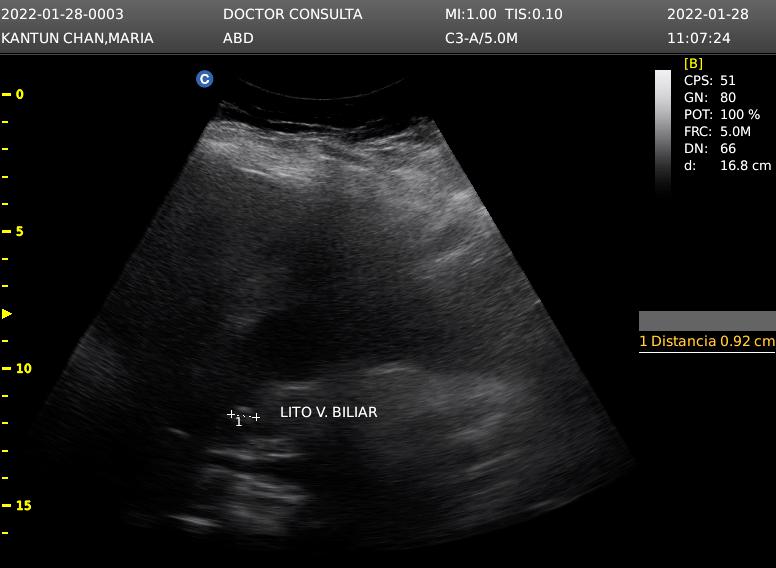 2022-01-28-0003 DOCTOR CONSULTA MI:1.00 TIS:0.10 2022-01-28
KANTUN CHAN,MARIA ABD C3-A/5.0M 11:07:24
C
[B]
CPS: 51
GN: 80
POT: 100 %
FRC: 5.0M
DN: 66
d: 16.8 cm
0
5
10
15
1 Distancia 0.92 cm
LITO V. BILIAR
1